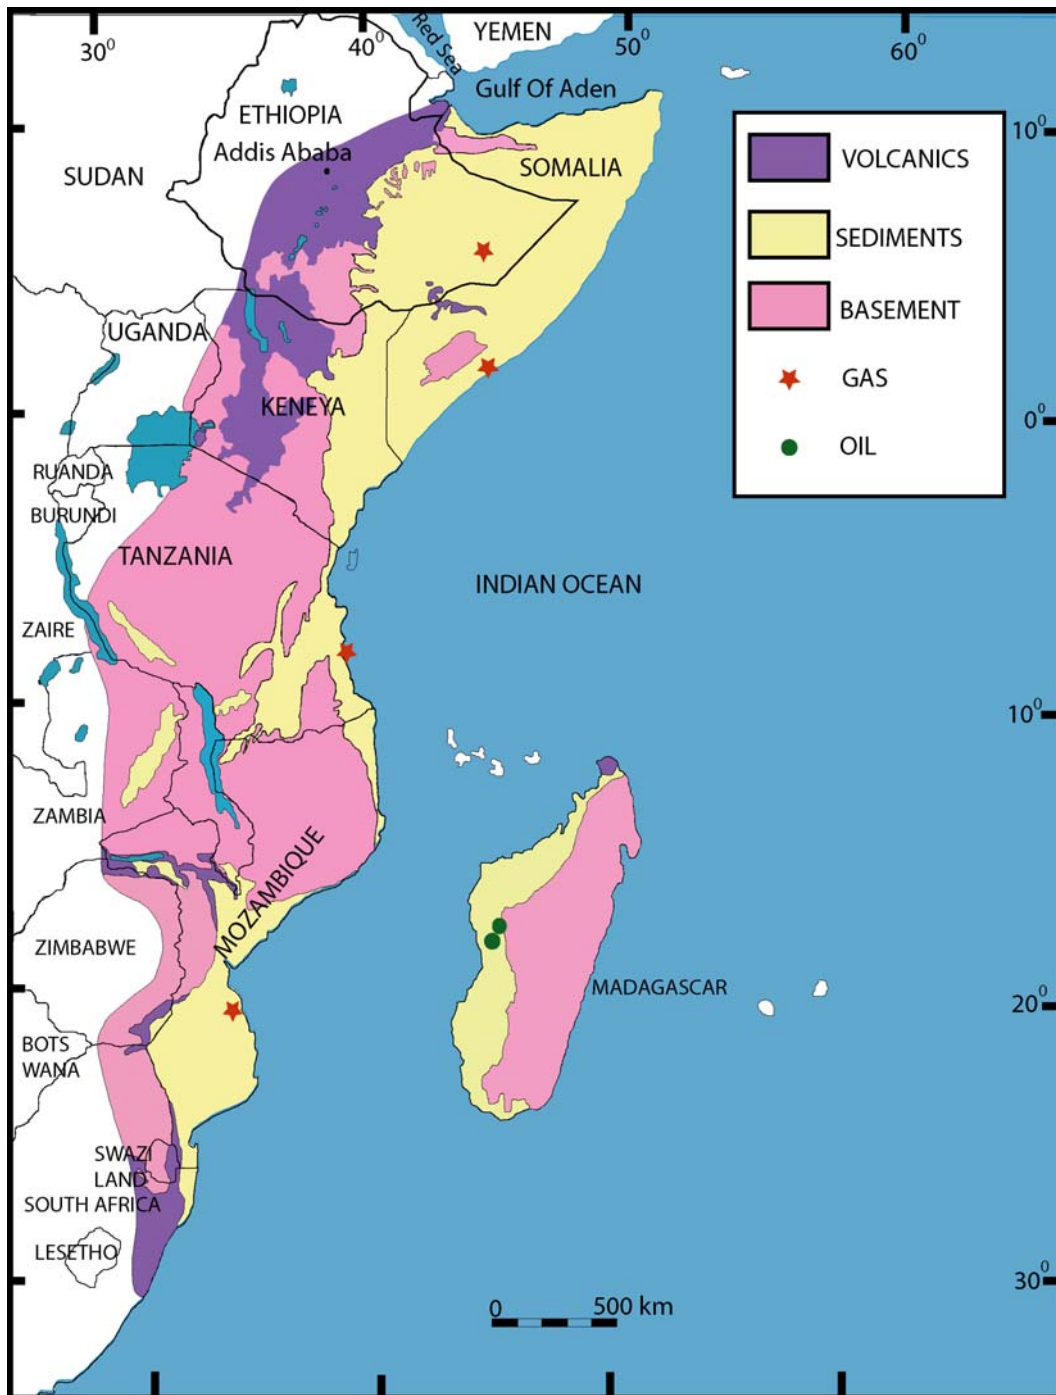 YEMEN
30⁰
40⁰
Red Sea
50⁰
60⁰
Gulf Of Aden
ETHIOPIA
Addis Ababa
10⁰
SUDAN
SOMALIA
VOLCANICS
SEDIMENTS
BASEMENT
GAS
OIL
UGANDA
KENEYA
0⁰
RUANDA
BURUNDI
TANZANIA
INDIAN OCEAN
ZAIRE
10⁰
ZAMBIA
MOZAMBIQUE
ZIMBABWE
MADAGASCAR
20⁰
BOTS
WANA
SWAZI
LAND
SOUTH AFRICA
LESETHO
30⁰
0 500 km